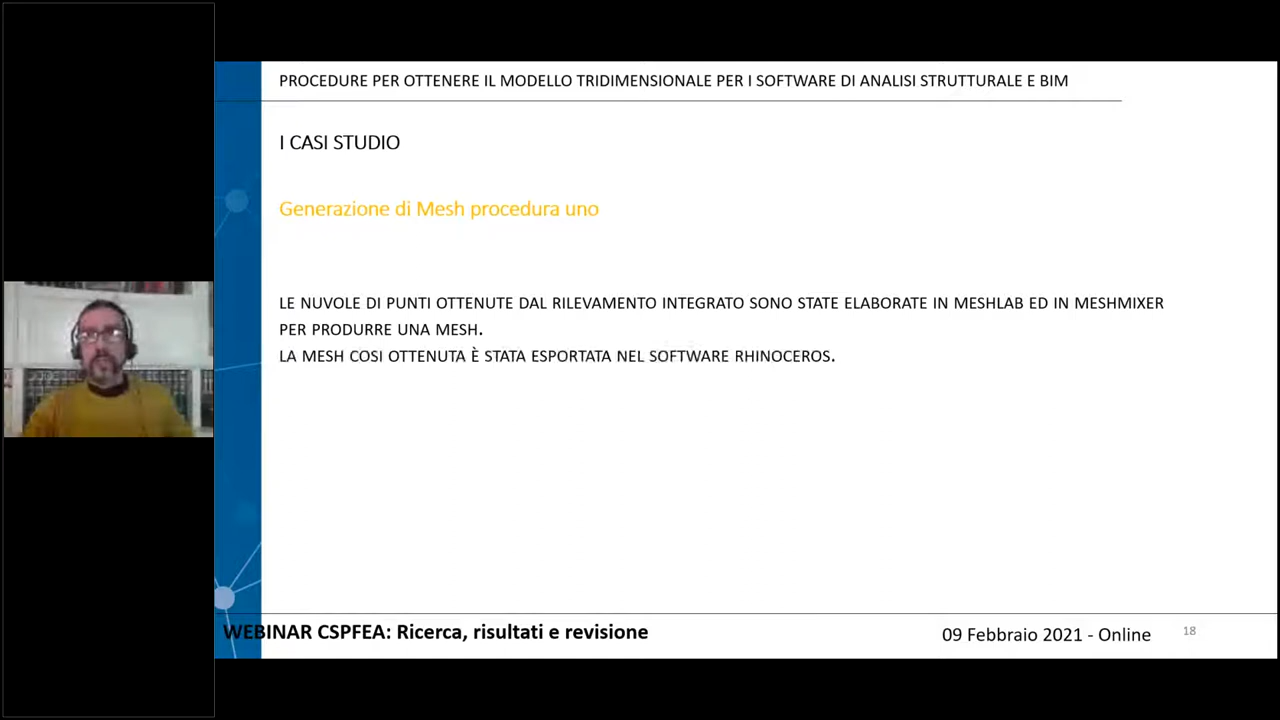 PROCEDURE PER OTTENERE IL MODELLO TRIDIMENSIONALE PER I SOFTWARE DI ANALISI STRUTTURALE E BIM
I CASI STUDIO
Generazione di Mesh procedura uno
LE NUVOLE DI PUNTI OTTENUTE DAL RILEVAMENTO INTEGRATO SONO STATE ELABORATE IN MESHLAB ED IN MESHMIXER
PER PRODURRE UNA MESH.
LA MESH COSI OTTENUTA È STATA ESPORTATA NEL SOFTWARE RHINOCEROS.
WEBINAR CSPFEA: Ricerca, risultati e revisione
09 Febbraio 2021 - Online
18